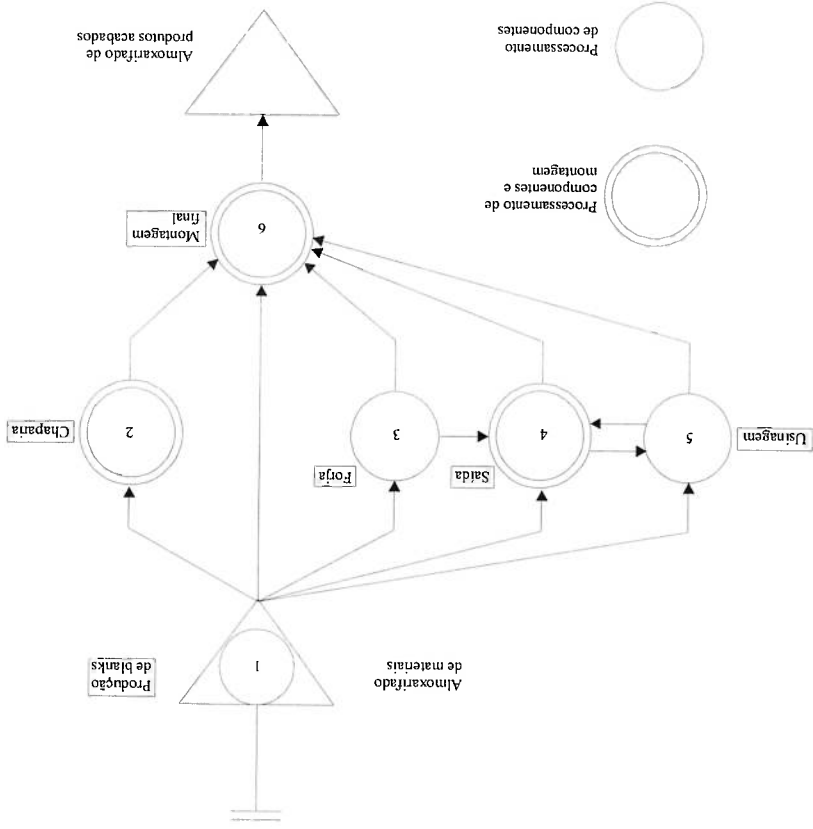 Almoxarifado
de materiais
1
Produção
de blanks
Usinagem
5
Saída
4
Forja
3
2
Chaparia
6
Montagem
final
Processamento de
componentes e
montagem
Processamento
de componentes
Almoxarifado de
produtos acabados